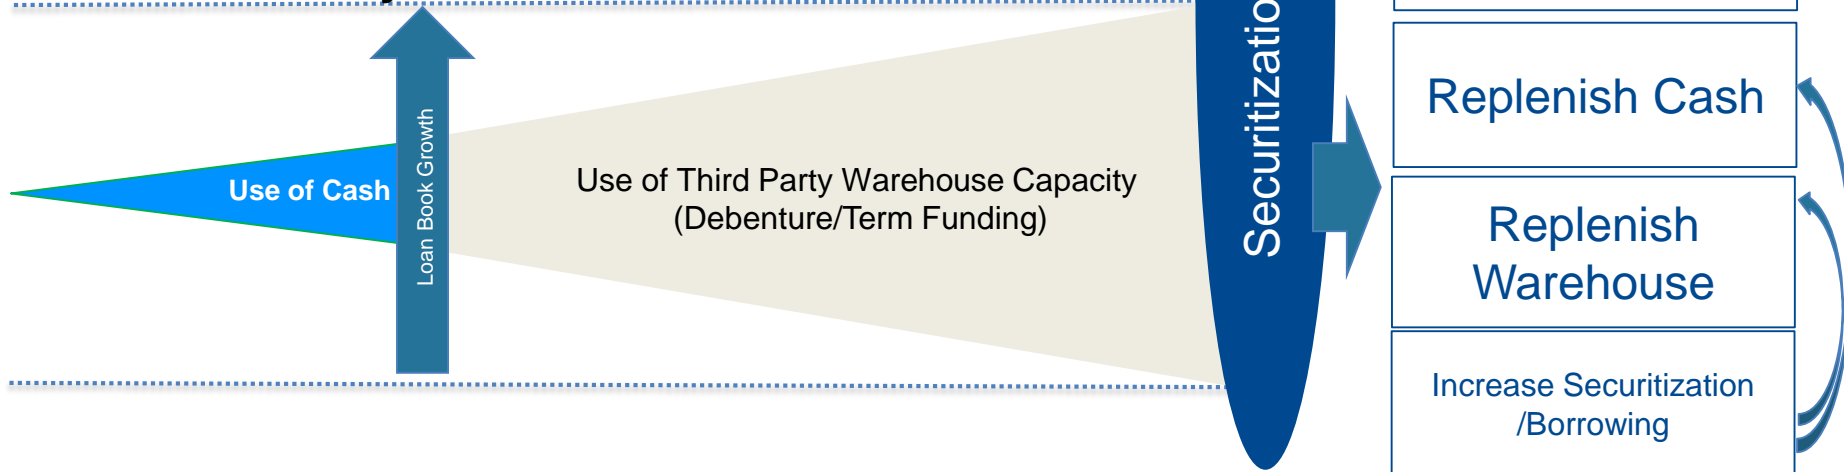 Use of Cash
Loan Book Growth
Use of Third Party Warehouse Capacity
(Debenture/Term Funding)
Replenish Cash
Replenish
Warehouse
Increase Securitization
/Borrowing